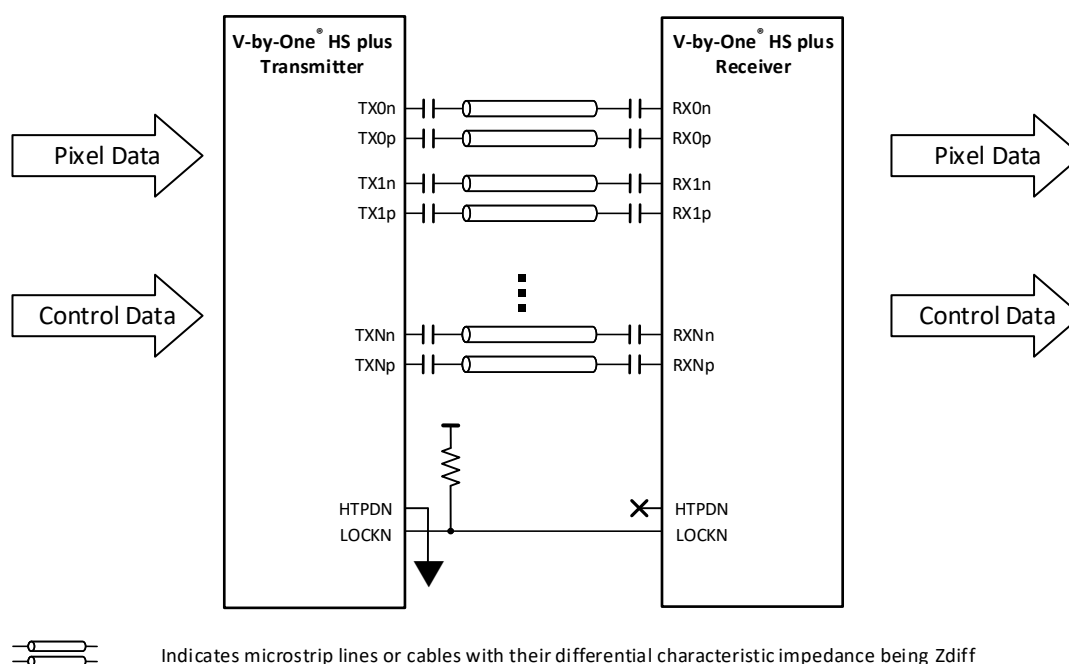 V-by-One® HS plus
Transmitter
V-by-One® HS plus
Receiver
Pixel Data
Control Data
TX0n
TX0p
TX1n
TX1p
TXNn
TXNp
HTPDN
LOCKN
RX0n
RX0p
RX1n
RX1p
RXNn
RXNp
HTPDN
LOCKN
Pixel Data
Control Data
Indicates microstrip lines or cables with their differential characteristic impedance being Zdiff